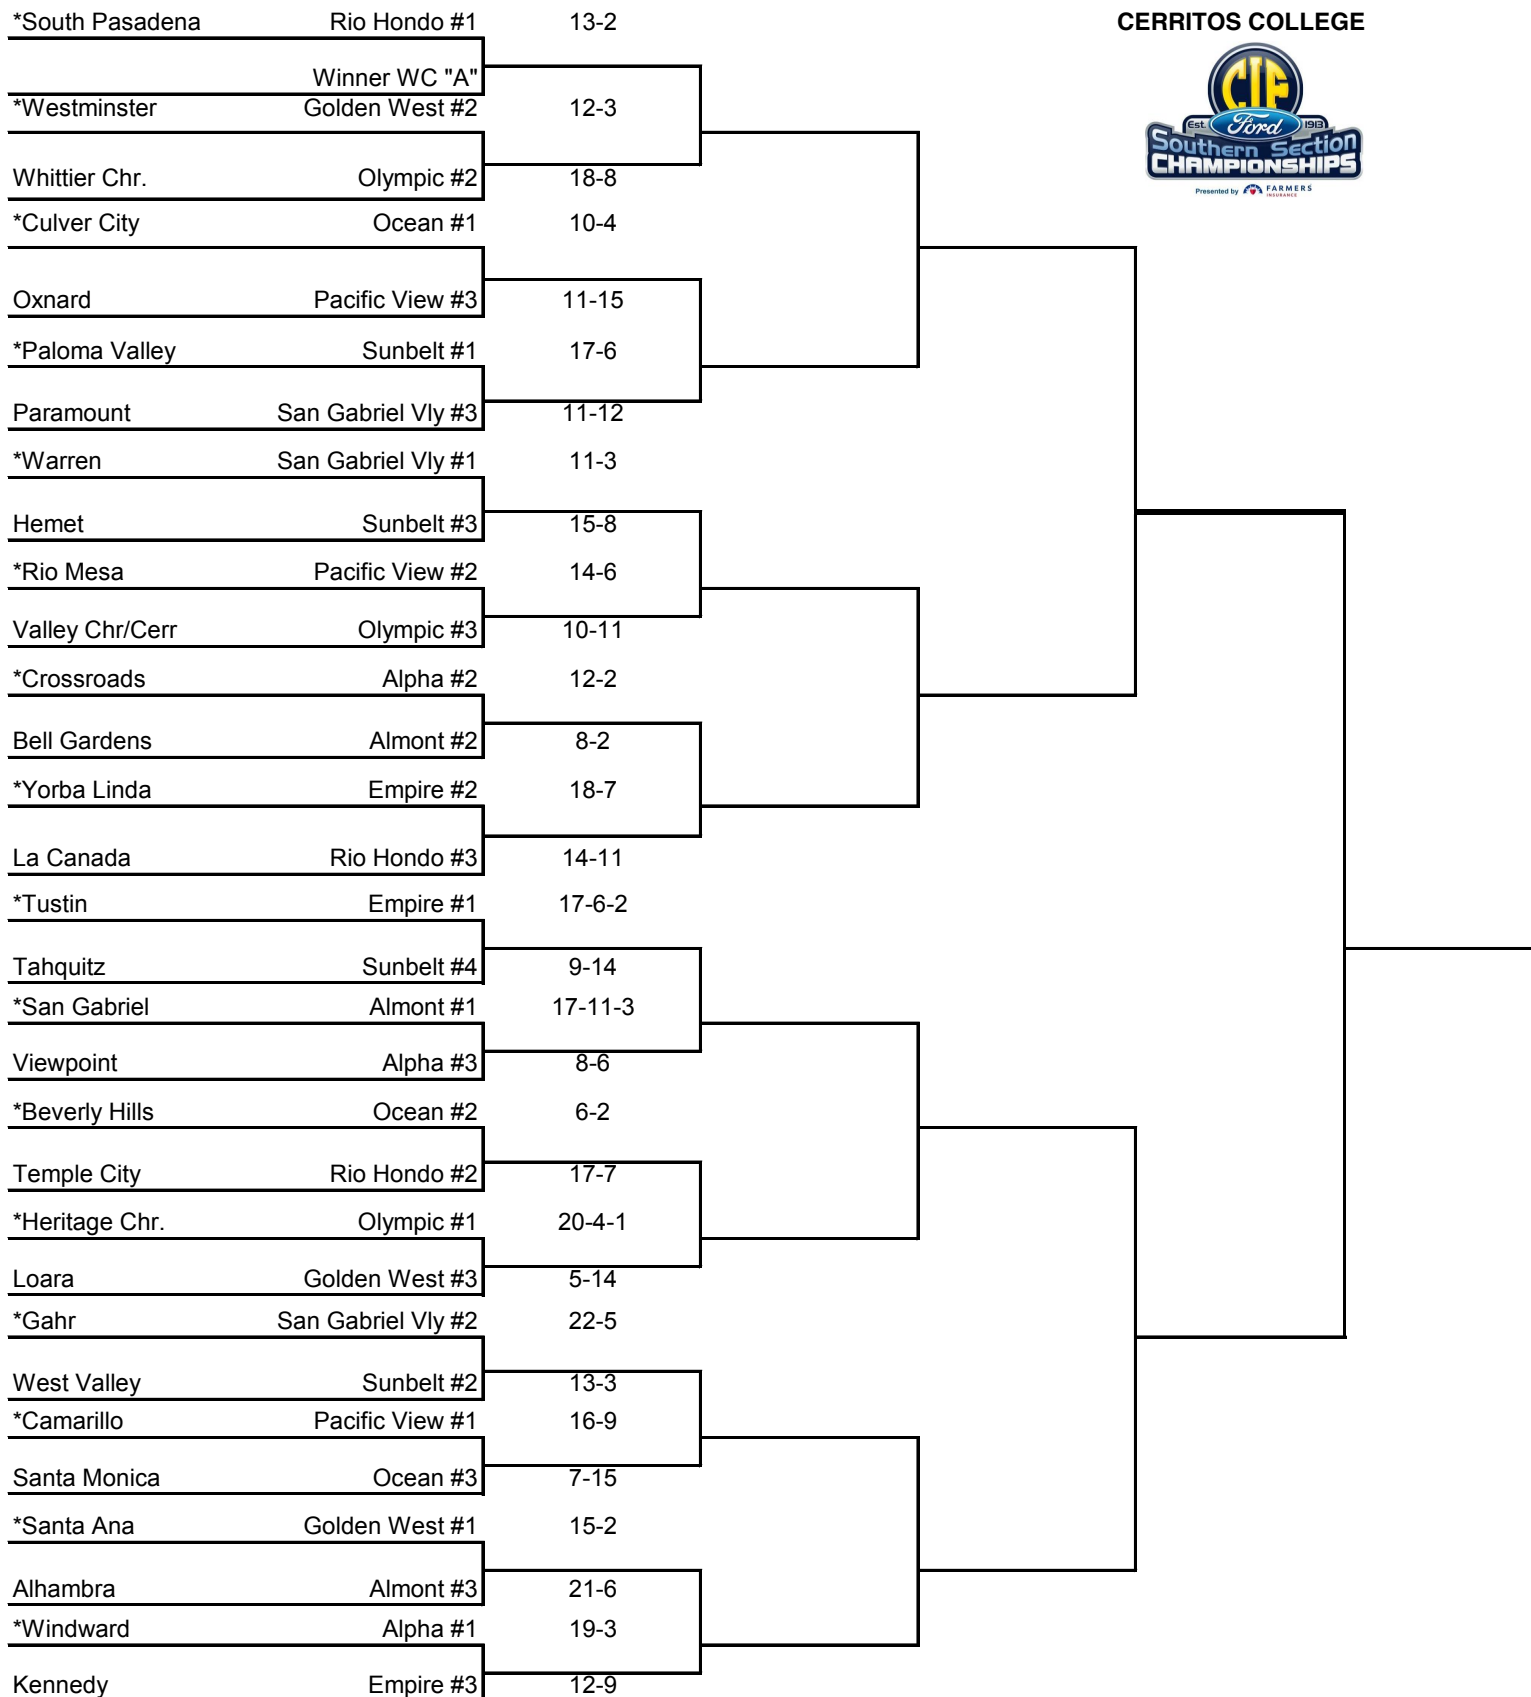 *South Pasadena Rio Hondo #1 13-2 CERRITOS COLLEGE
Winner WC "A"
*Westminster Golden West #2 12-3
CIF
Est. Ford 1913
Southern Section
CHAMPIONSHIPS
Presented by FARMERS
INSURANCE
Whittier Chr. Olympic #2 18-8
*Culver City Ocean #1 10-4
Oxnard Pacific View #3 11-15
*Paloma Valley Sunbelt #1 17-6
Paramount San Gabriel Vly #3 11-12
*Warren San Gabriel Vly #1 11-3
Hemet Sunbelt #3 15-8
*Rio Mesa Pacific View #2 14-6
Valley Chr/Cerr Olympic #3 10-11
*Crossroads Alpha #2 12-2
Bell Gardens Almont #2 8-2
*Yorba Linda Empire #2 18-7
La Canada Rio Hondo #3 14-11
*Tustin Empire #1 17-6-2
Tahquitz Sunbelt #4 9-14
*San Gabriel Almont #1 17-11-3
Viewpoint Alpha #3 8-6
*Beverly Hills Ocean #2 6-2
Temple City Rio Hondo #2 17-7
*Heritage Chr. Olympic #1 20-4-1
Loara Golden West #3 5-14
*Gahr San Gabriel Vly #2 22-5
West Valley Sunbelt #2 13-3
*Camarillo Pacific View #1 16-9
Santa Monica Ocean #3 7-15
*Santa Ana Golden West #1 15-2
Alhambra Almont #3 21-6
*Windward Alpha #1 19-3
Kennedy Empire #3 12-9